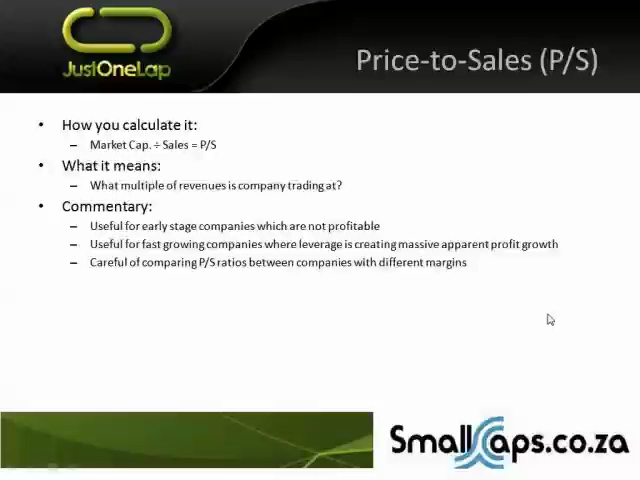 JustOneLap
Price-to-Sales (P/S)
• How you calculate it:
– Market Cap. ÷ Sales = P/S
• What it means:
– What multiple of revenues is company trading at?
• Commentary:
– Useful for early stage companies which are not profitable
– Useful for fast growing companies where leverage is creating massive apparent profit growth
– Careful of comparing P/S ratios between companies with different margins
SmallCaps.co.za